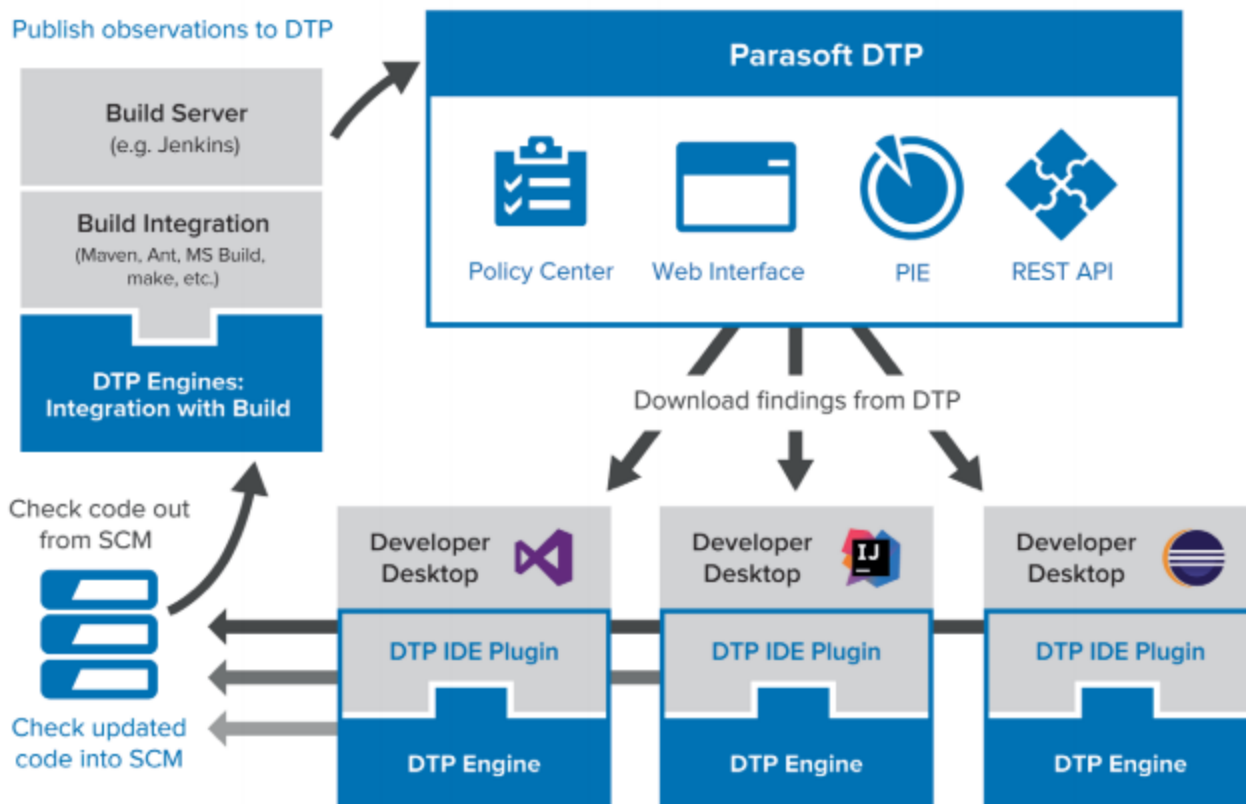 Publish observations to DTP
Build Server
(e.g. Jenkins)
Build Integration
(Maven, Ant, MS Build,
make, etc.)
DTP Engines:
Integration with Build
Check code out
from SCM
Check updated
code into SCM
Parasoft DTP
Policy Center
Web Interface
PIE
REST API
Download findings from DTP
Developer
Desktop
DTP IDE Plugin
DTP Engine
Developer
Desktop
IJ
DTP IDE Plugin
DTP Engine
Developer
Desktop
DTP IDE Plugin
DTP Engine